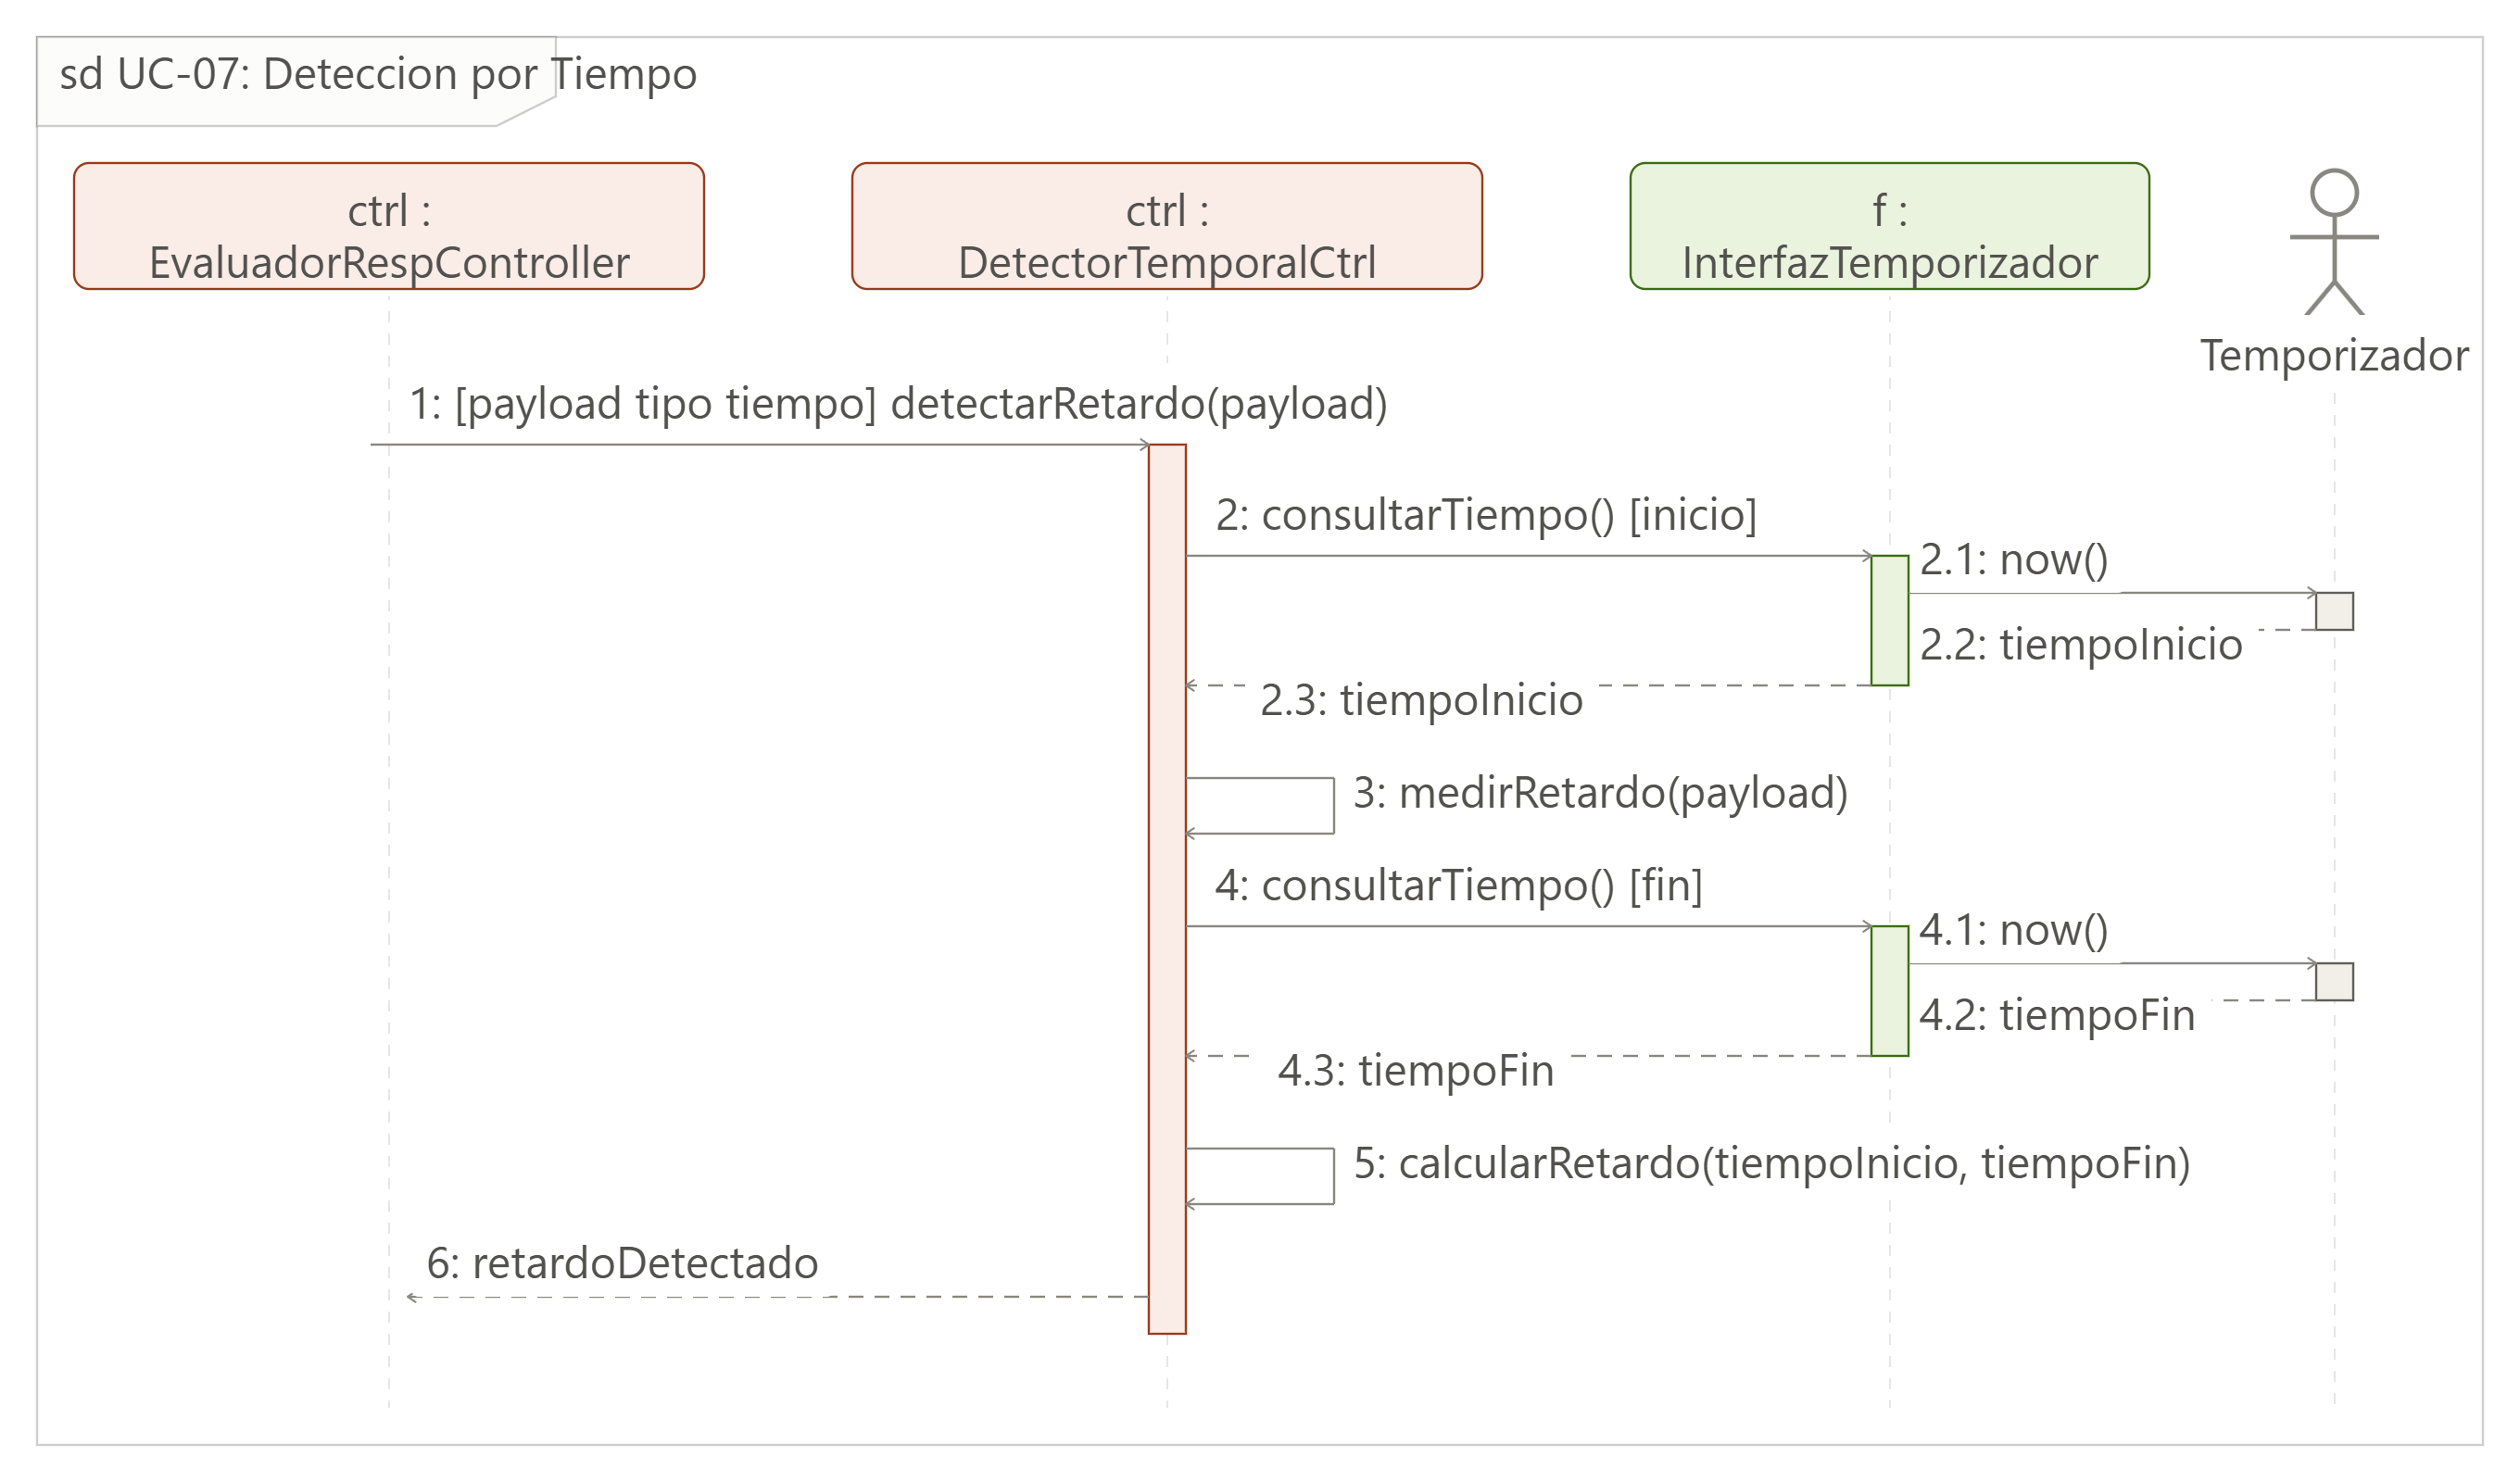 sd UC-07: Deteccion por Tiempo
ctrl :
EvaluadorRespController
ctrl :
DetectorTemporalCtrl
f :
InterfazTemporizador
Temporizador
1: [payload tipo tiempo] detectarRetardo(payload)
2: consultarTiempo() [inicio]
2.1: now()
2.2: tiempoInicio
2.3: tiempoInicio
3: medirRetardo(payload)
4: consultarTiempo() [fin]
4.1: now()
4.2: tiempoFin
4.3: tiempoFin
5: calcularRetardo(tiempoInicio, tiempoFin)
6: retardoDetectado